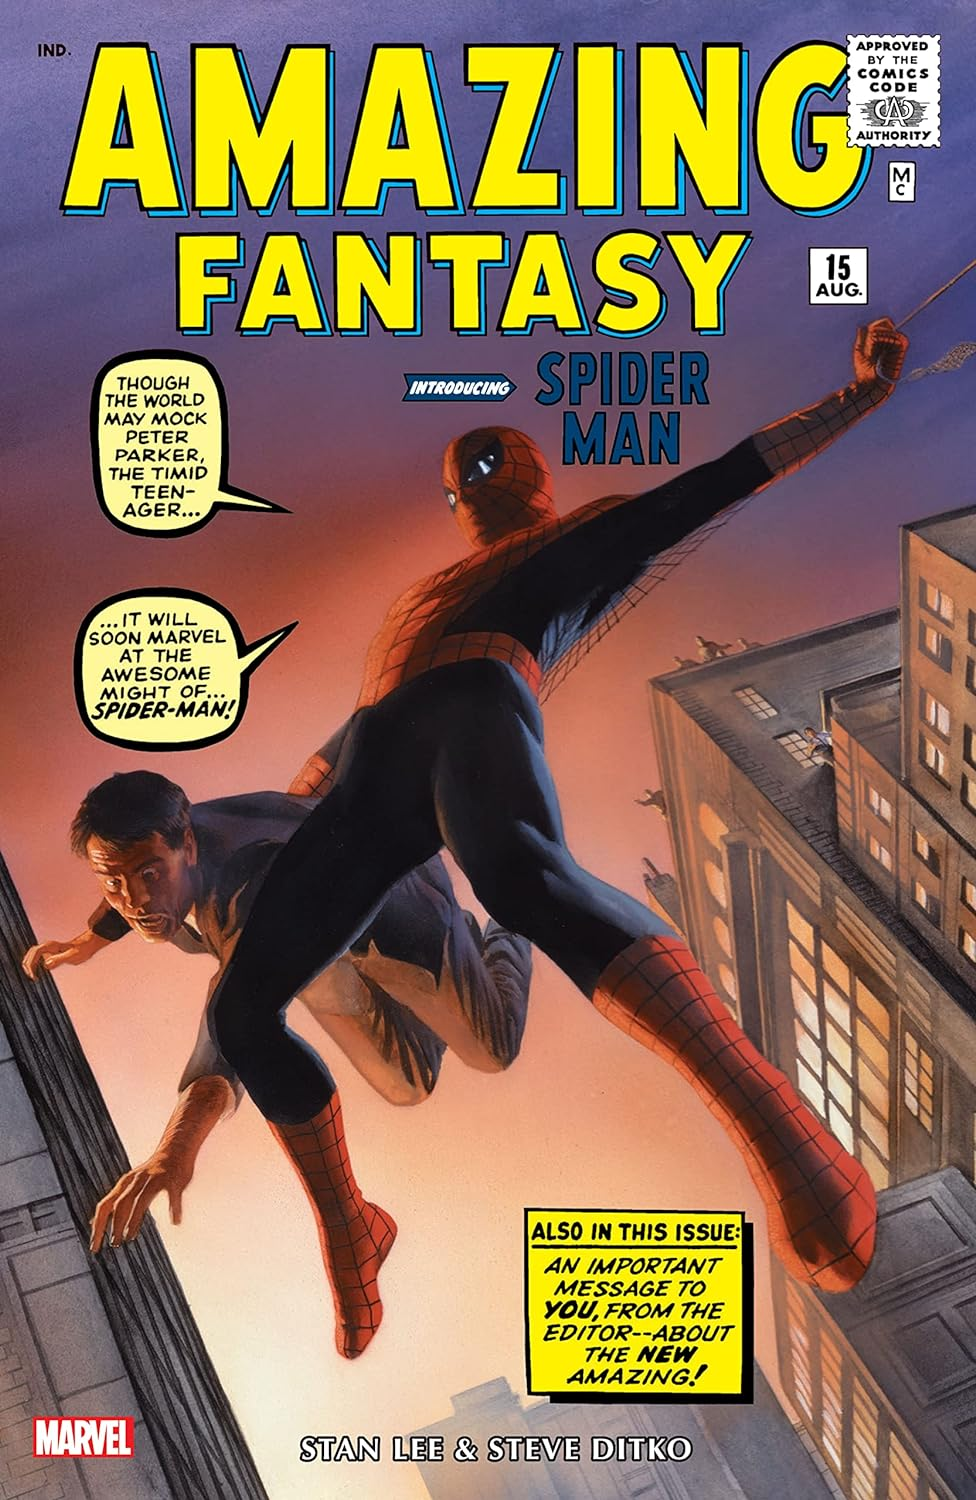 IND.
AMAZING
FANTASY
APPROVED
BY THE
COMICS
CODE
CA
AUTHORITY
M
C
15
AUG.
INTRODUCING
SPIDER
MAN
THOUGH
THE WORLD
MAY MOCK
PETER
PARKER,
THE TIMID
TEEN-
AGER...
...IT WILL
SOON MARVEL
AT THE
AWESOME
MIGHT OF...
SPIDER-MAN!
ALSO IN THIS ISSUE:
AN IMPORTANT
MESSAGE TO
YOU, FROM THE
EDITOR--ABOUT
THE NEW
AMAZING!
MARVEL
STAN LEE & STEVE DITKO